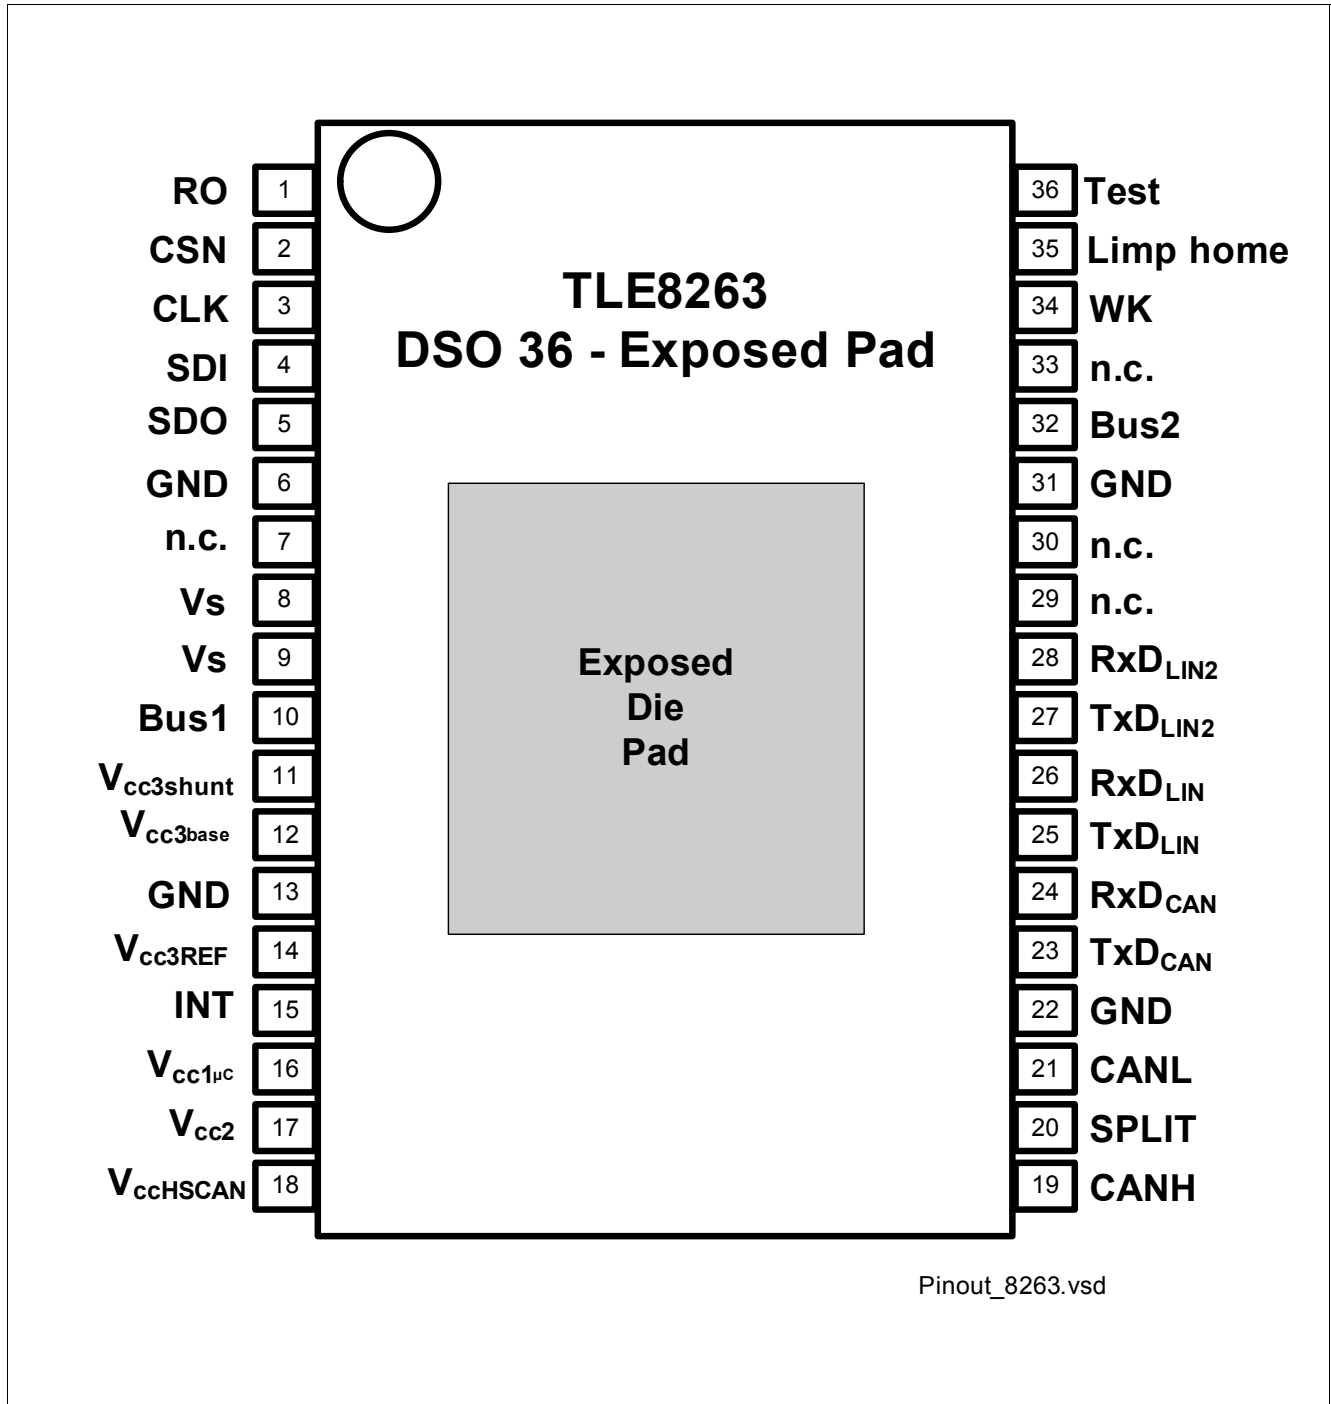 RO 1
CSN 2
CLK 3
SDI 4
SDO 5
GND 6
n.c. 7
Vs 8
Vs 9
Bus1 10
Vcc3shunt 11
Vcc3base 12
GND 13
Vcc3REF 14
INT 15
Vcc1µC 16
Vcc2 17
VccHSCAN 18
TLE8263
DSO 36 - Exposed Pad
Exposed
Die
Pad
36 Test
35 Limp home
34 WK
33 n.c.
32 Bus2
31 GND
30 n.c.
29 n.c.
28 RxDLIN2
27 TxDLIN2
26 RxDLIN
25 TxDLIN
24 RxDCAN
23 TxDCAN
22 GND
21 CANL
20 SPLIT
19 CANH
Pinout_8263.vsd